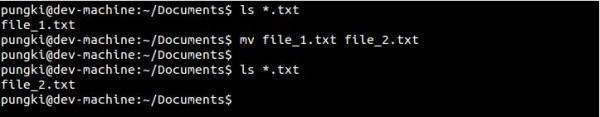 pungki@dev-machine:~/Documents$ ls *.txt
file_1.txt
pungki@dev-machine:~/Documents$ mv file_1.txt file_2.txt
pungki@dev-machine:~/Documents$
pungki@dev-machine:~/Documents$ ls *.txt
file_2.txt
pungki@dev-machine:~/Documents$